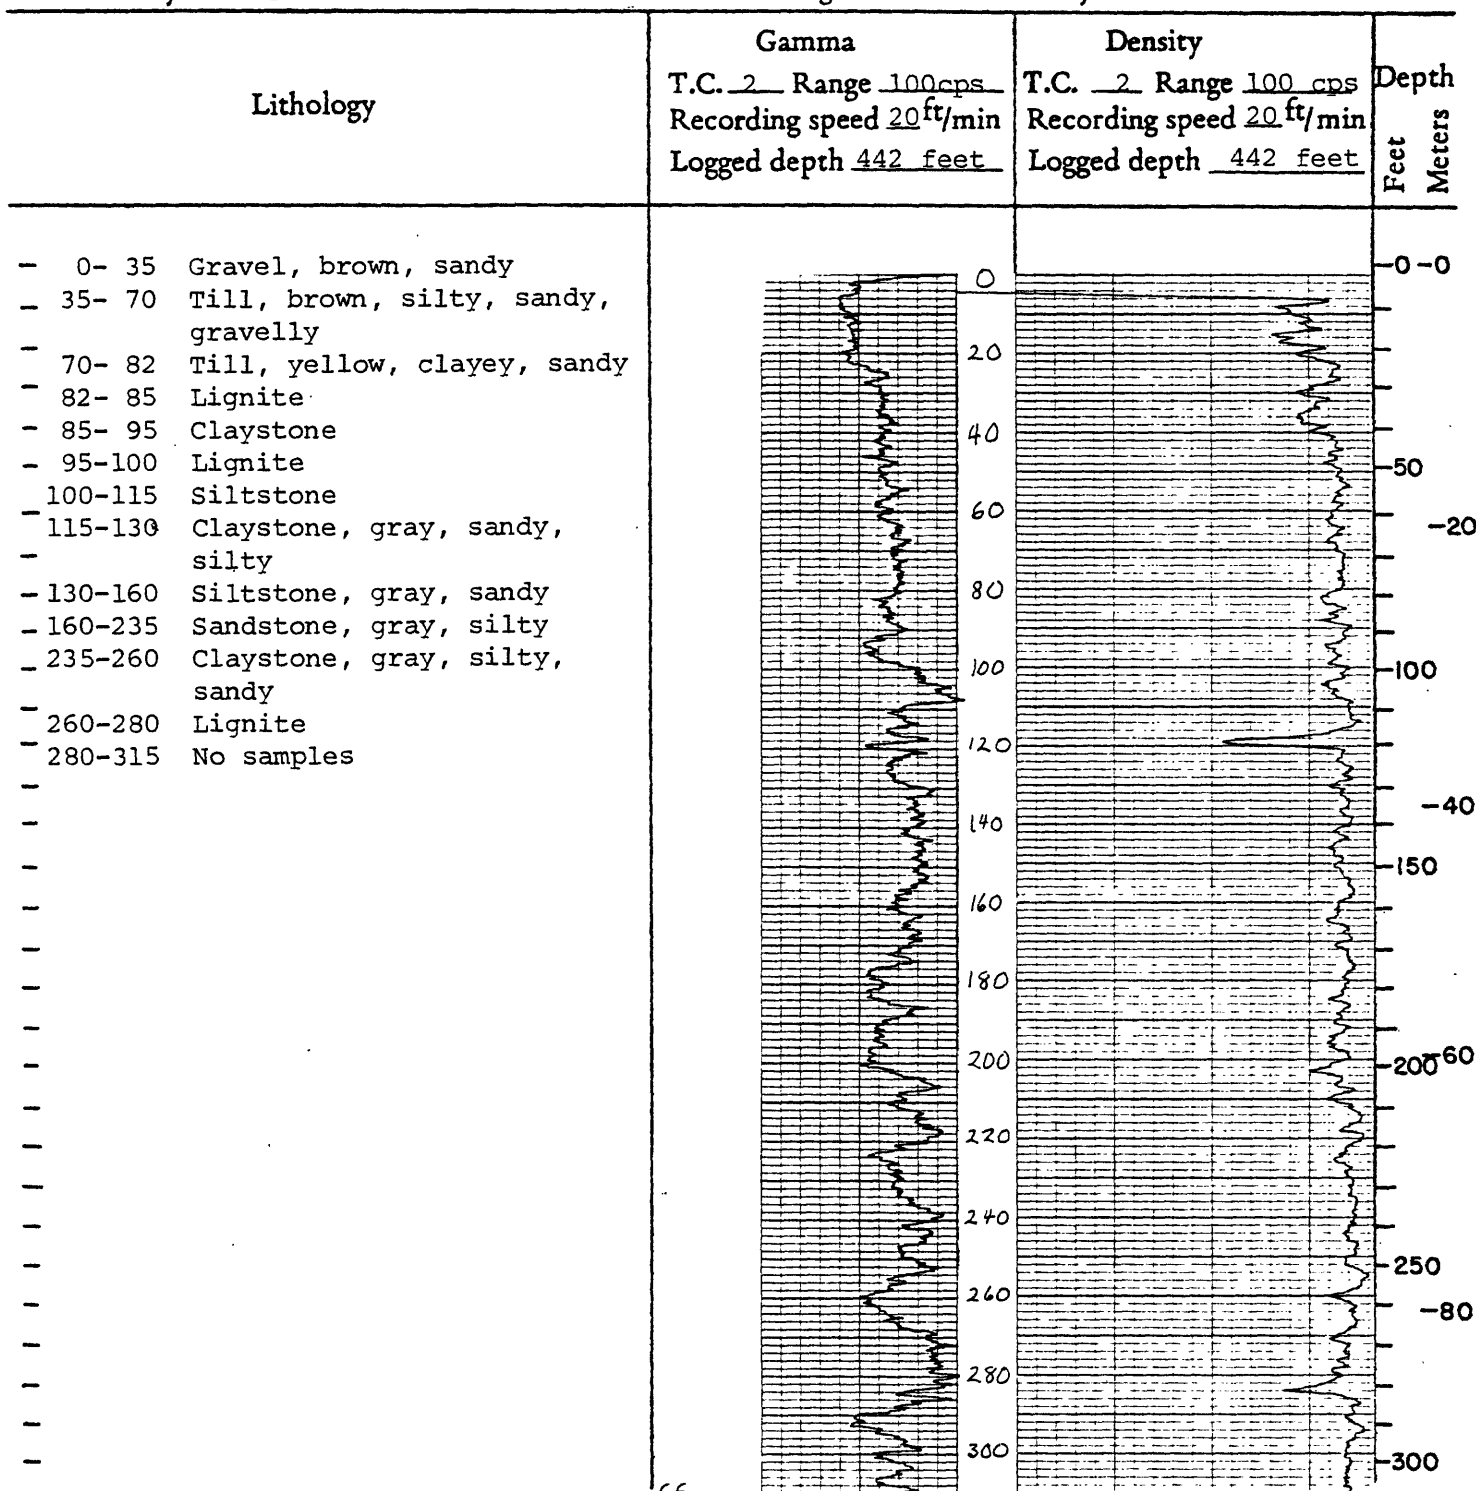 Lithology
Gamma
T.C. 2 Range 100cps
Recording speed 20 ft/min
Logged depth 442 feet
Density
T.C. 2 Range 100 cps
Recording speed 20 ft/min
Logged depth 442 feet
Depth
Feet
Meters
0- 35 Gravel, brown, sandy
35- 70 Till, brown, silty, sandy,
gravelly
70- 82 Till, yellow, clayey, sandy
82- 85 Lignite
85- 95 Claystone
95-100 Lignite
100-115 Siltstone
115-130 Claystone, gray, sandy,
silty
130-160 Siltstone, gray, sandy
160-235 Sandstone, gray, silty
235-260 Claystone, gray, silty,
sandy
260-280 Lignite
280-315 No samples
0
20
40
60
80
100
120
140
160
180
200
220
240
260
280
300
-0 -0
-50
-20
-100
-40
-150
-200
-60
-250
-80
-300